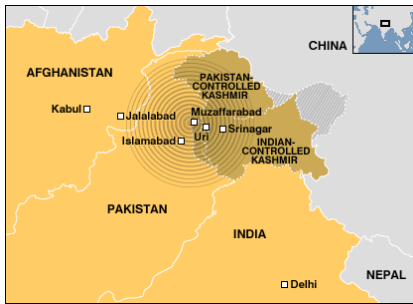 CHINA
AFGHANISTAN
PAKISTAN-
CONTROLLED
KASHMIR
Kabul
Jalalabad
Muzaffarabad
Uri
Srinagar
Islamabad
INDIAN-
CONTROLLED
KASHMIR
PAKISTAN
INDIA
NEPAL
Delhi